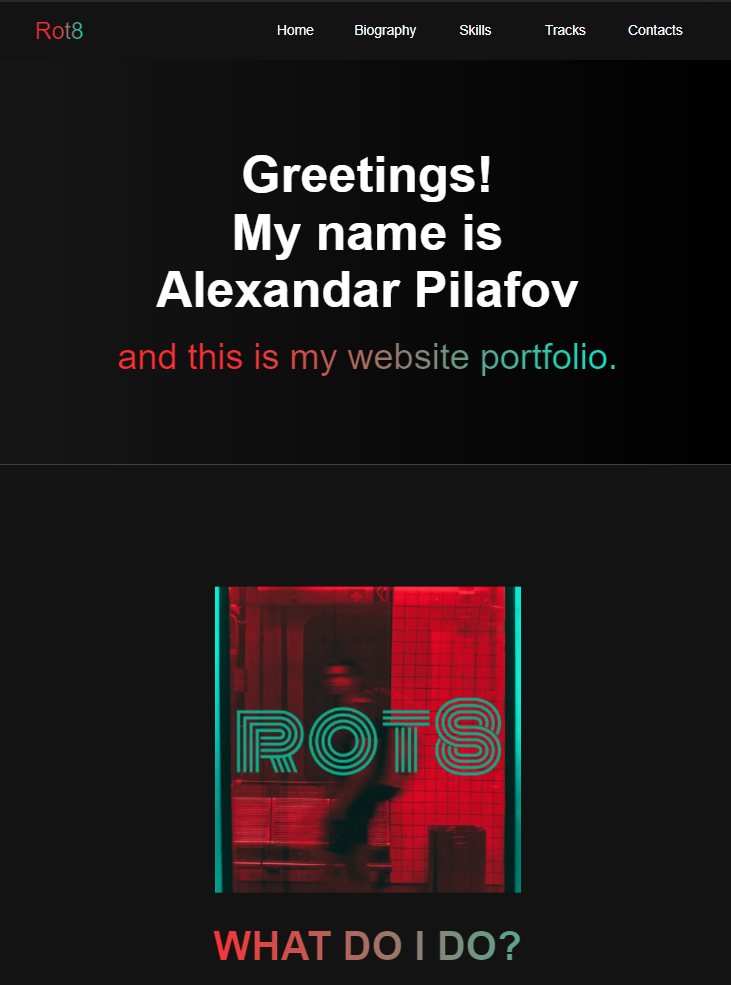 Rot8
Home Biography Skills Tracks Contacts
Greetings!
My name is
Alexandar Pilafov
and this is my website portfolio.
ROT8
WHAT DO I DO?